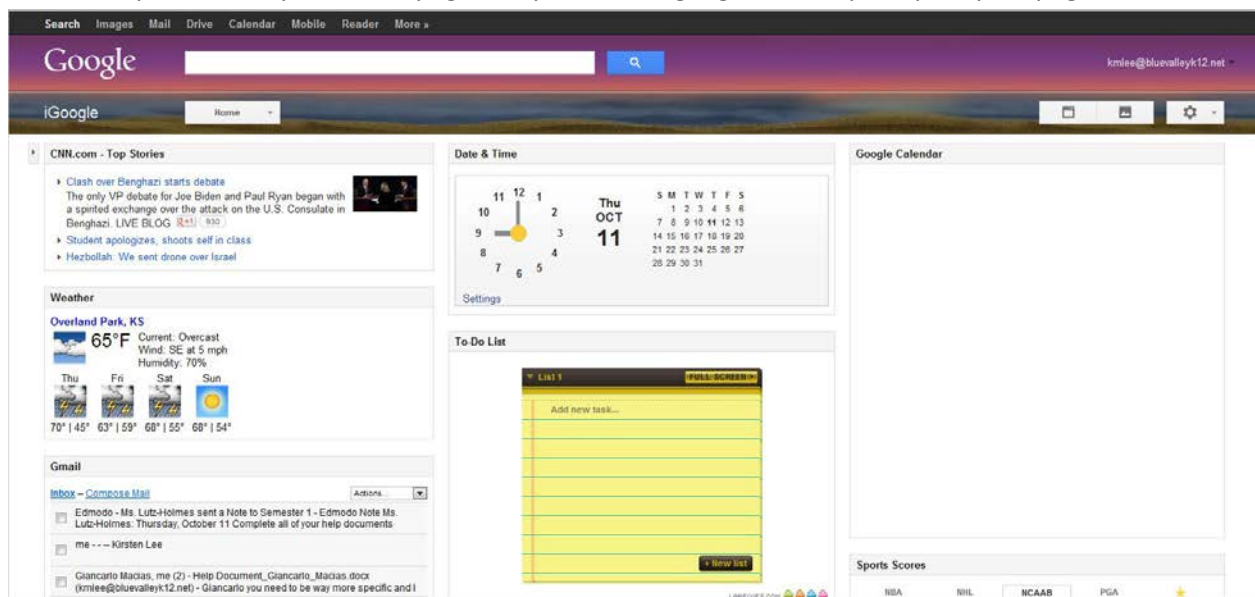 Search Images Mail Drive Calendar Mobile Reader More »
Google
kmlee@bluevalleyk12.net
iGoogle
Home
CNN.com - Top Stories
Clash over Benghazi starts debate
The only VP debate for Joe Biden and Paul Ryan began with
a spirited exchange over the attack on the U.S. Consulate in
Benghazi. LIVE BLOG +1 930
Student apologizes, shoots self in class
Hezbollah: We sent drone over Israel
Weather
Overland Park, KS
65°F
Current: Overcast
Wind: SE at 5 mph
Humidity: 70%
Thu Fri Sat Sun
70° | 45° 63° | 59° 68° | 55° 68° | 54°
Gmail
Inbox – Compose Mail
Actions...
Edmodo - Ms. Lutz-Holmes sent a Note to Semester 1 - Edmodo Note Ms.
Lutz-Holmes: Thursday, October 11 Complete all of your help documents
me - - – Kirsten Lee
Giancarlo Macias, me (2) - Help Document_Giancarlo_Macias.docx
(kmlee@bluevalleyk12.net) - Giancarlo you need to be way more specific and I
Date & Time
12 1 2 3 4 5 6 7 8 9 10 11
Thu
OCT
11
S M T W T F S
1 2 3 4 5 6
7 8 9 10 11 12 13
14 15 16 17 18 19 20
21 22 23 24 25 26 27
28 29 30 31
Settings
To-Do List
List 1
FULL SCREEN
Add new task...
+ New list
Google Calendar
Sports Scores
NBA NHL NCAAB PGA